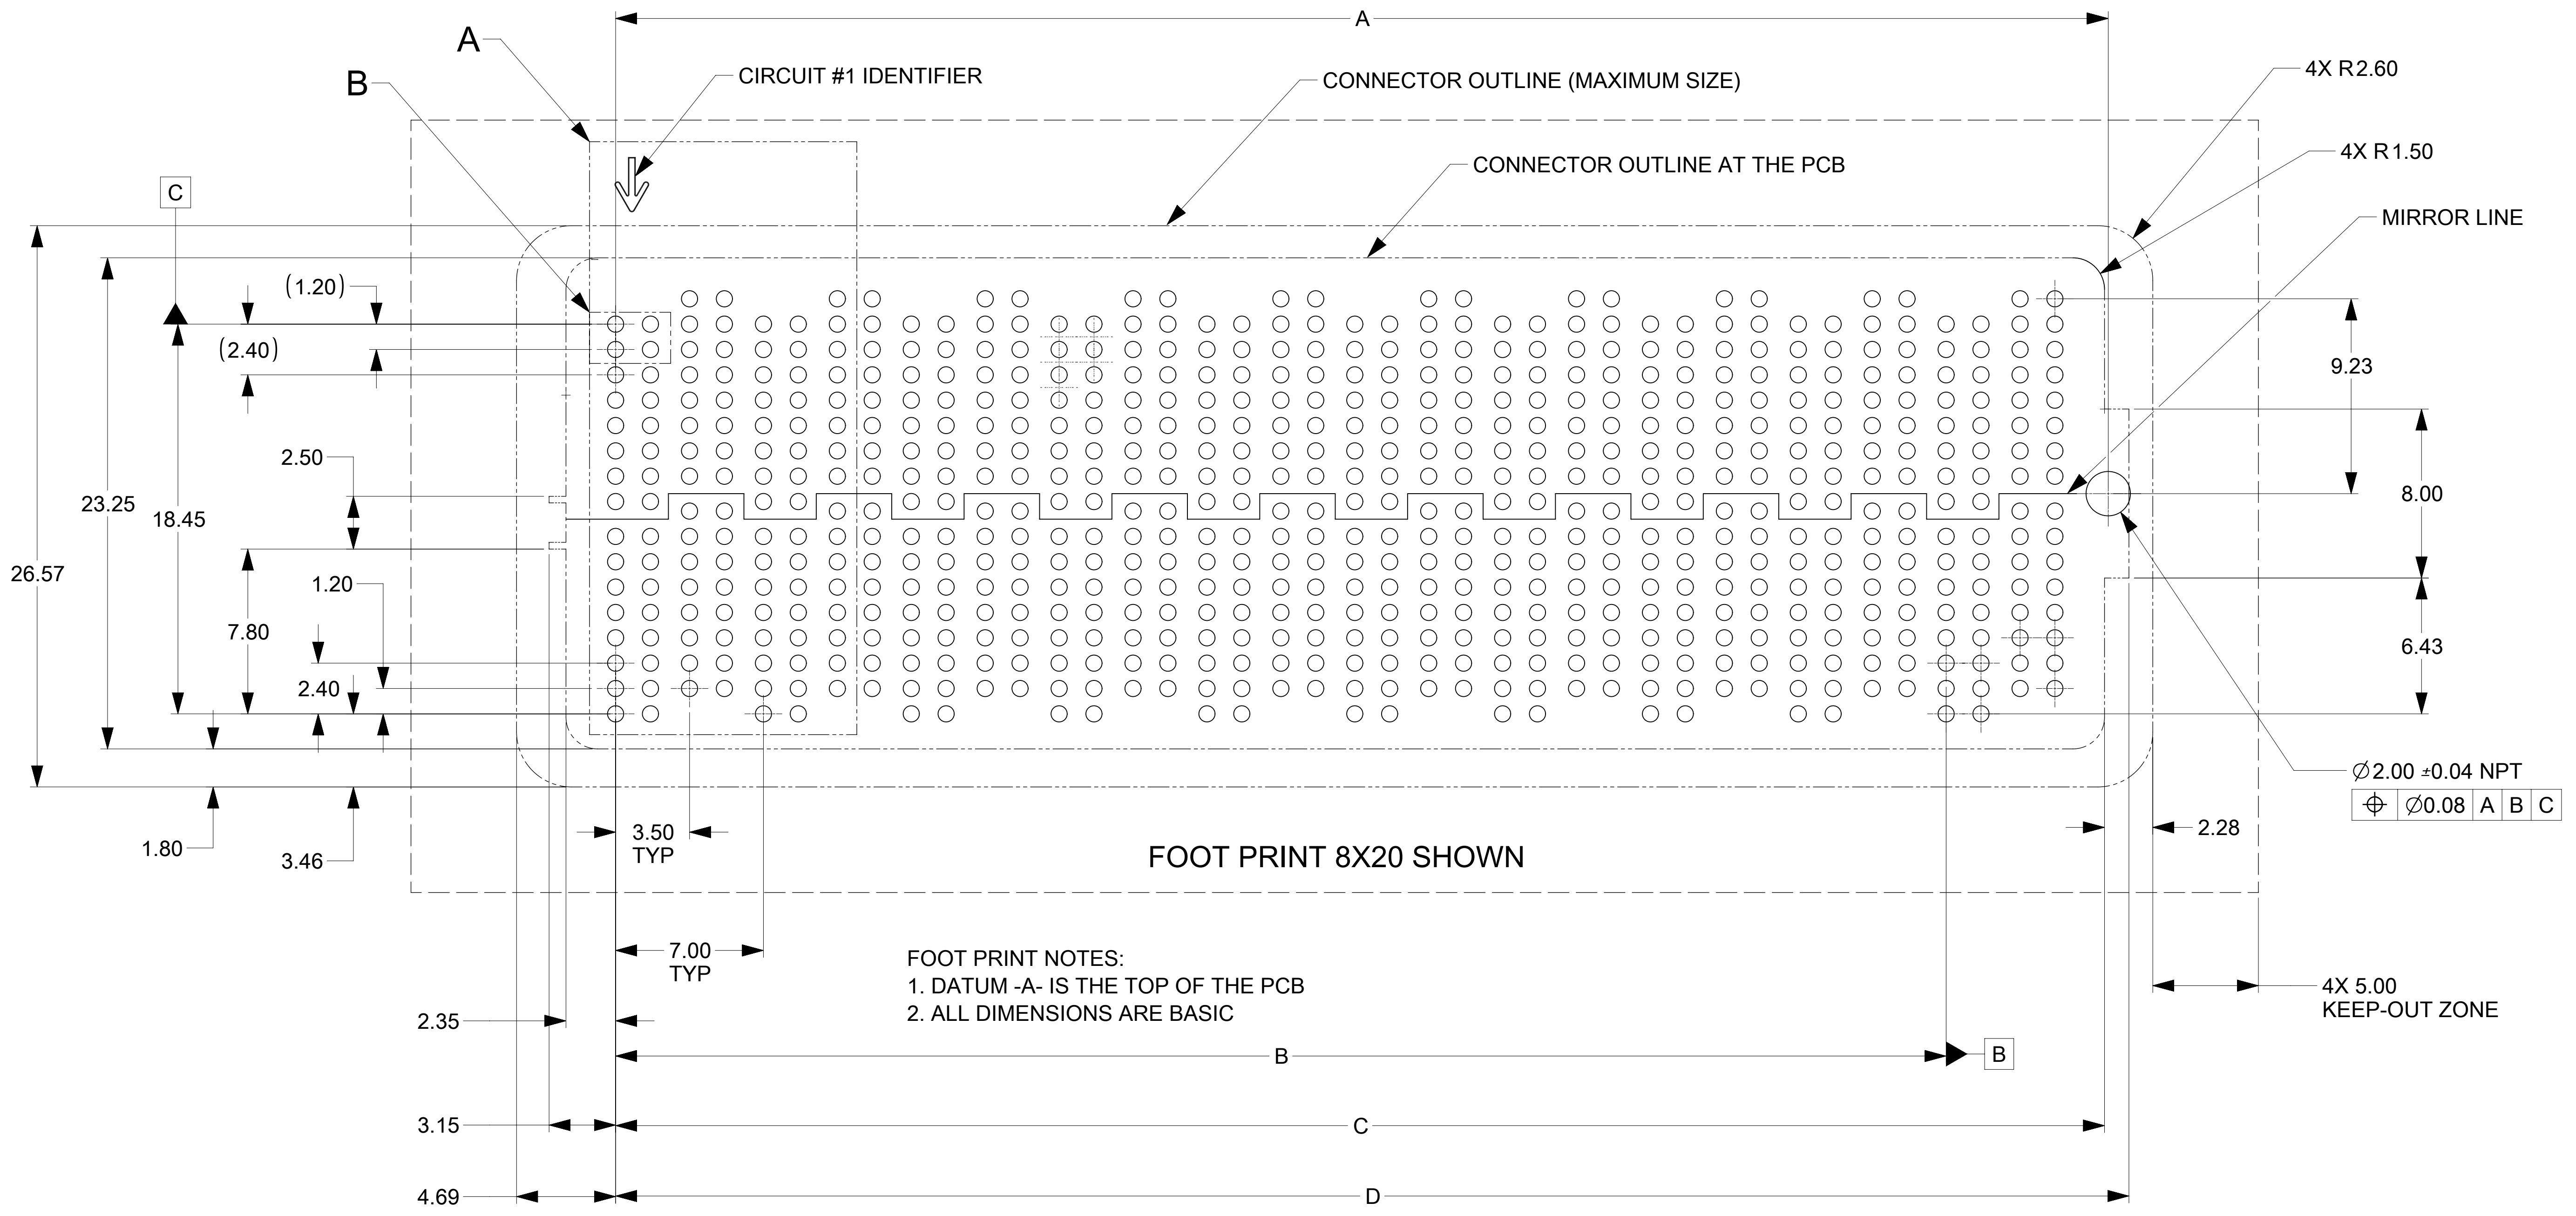 A
A
B
CIRCUIT #1 IDENTIFIER
CONNECTOR OUTLINE (MAXIMUM SIZE)
4X R2.60
CONNECTOR OUTLINE AT THE PCB
4X R1.50
C
MIRROR LINE
(1.20)
(2.40)
9.23
2.50
23.25
18.45
8.00
26.57
1.20
7.80
6.43
2.40
⌀2.00 ±0.04 NPT
⌖ ⌀0.08 A B C
3.50
TYP
1.80
3.46
2.28
FOOT PRINT 8X20 SHOWN
7.00
TYP
FOOT PRINT NOTES:
1. DATUM -A- IS THE TOP OF THE PCB
2. ALL DIMENSIONS ARE BASIC
4X 5.00
KEEP-OUT ZONE
2.35
B
B
3.15
C
4.69
D